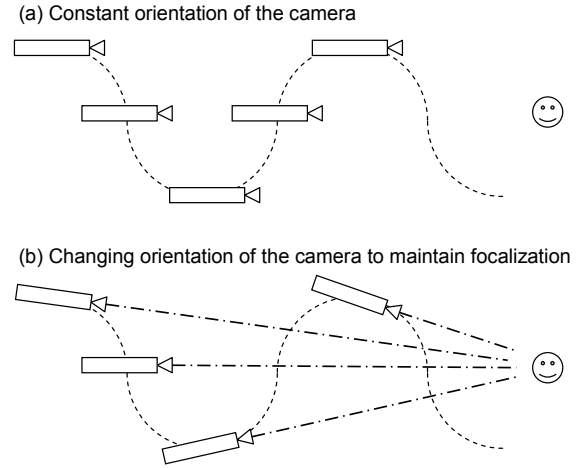 (a) Constant orientation of the camera
(b) Changing orientation of the camera to maintain focalization